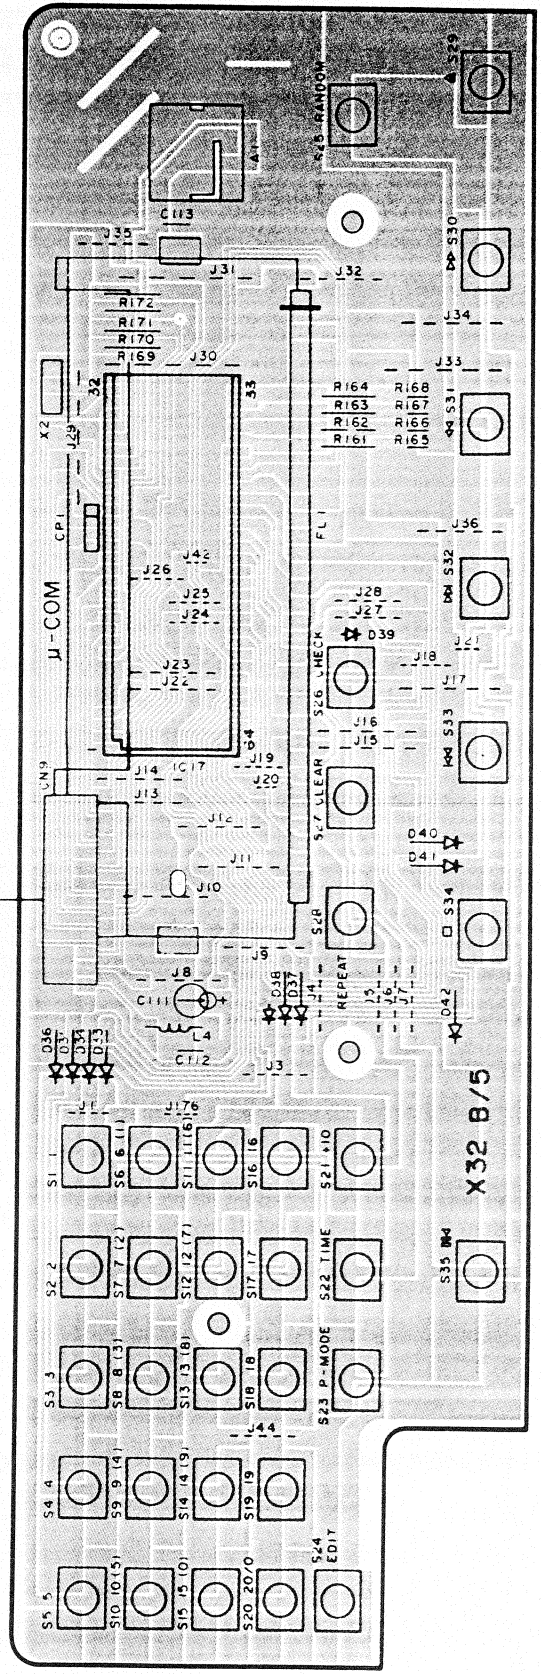 S29
S25 RANDOM
A1
C113
S30
J35
J31
J32
R172
R171
R170
R169
J30
J34
J33
32
33
X2
J29
R164
R163
R162
R161
R168
R167
R166
R165
S31
CP1
FL1
J36
J42
J26
J25
J24
S32
µ-COM
J28
J27
D39
J21
J18
J17
S26 CHECK
J23
J22
J16
J15
S33
64
IC17
J19
J20
CN9
J14
J13
J12
J11
J10
S27 CLEAR
D40
D41
S28
REPEAT
S34
J9
J8
C111
+
L4
C112
D38
D37
J4
J5
J6
J7
D42
D36
D34
D33
J3
J1
J176
S1 1
S6 6 (1)
S11 11 (6)
S16 16
S21 +10
X32 B/5
S2 2
S7 7 (2)
S12 12 (7)
S17 17
S22 TIME
S35
S3 3
S8 8 (3)
S13 13 (8)
S18 18
S23 P-MODE
J44
S4 4
S9 9 (4)
S14 14 (9)
S19 19
S24
EDIT
S5 5
S10 10 (5)
S15 15 (0)
S20 20/0